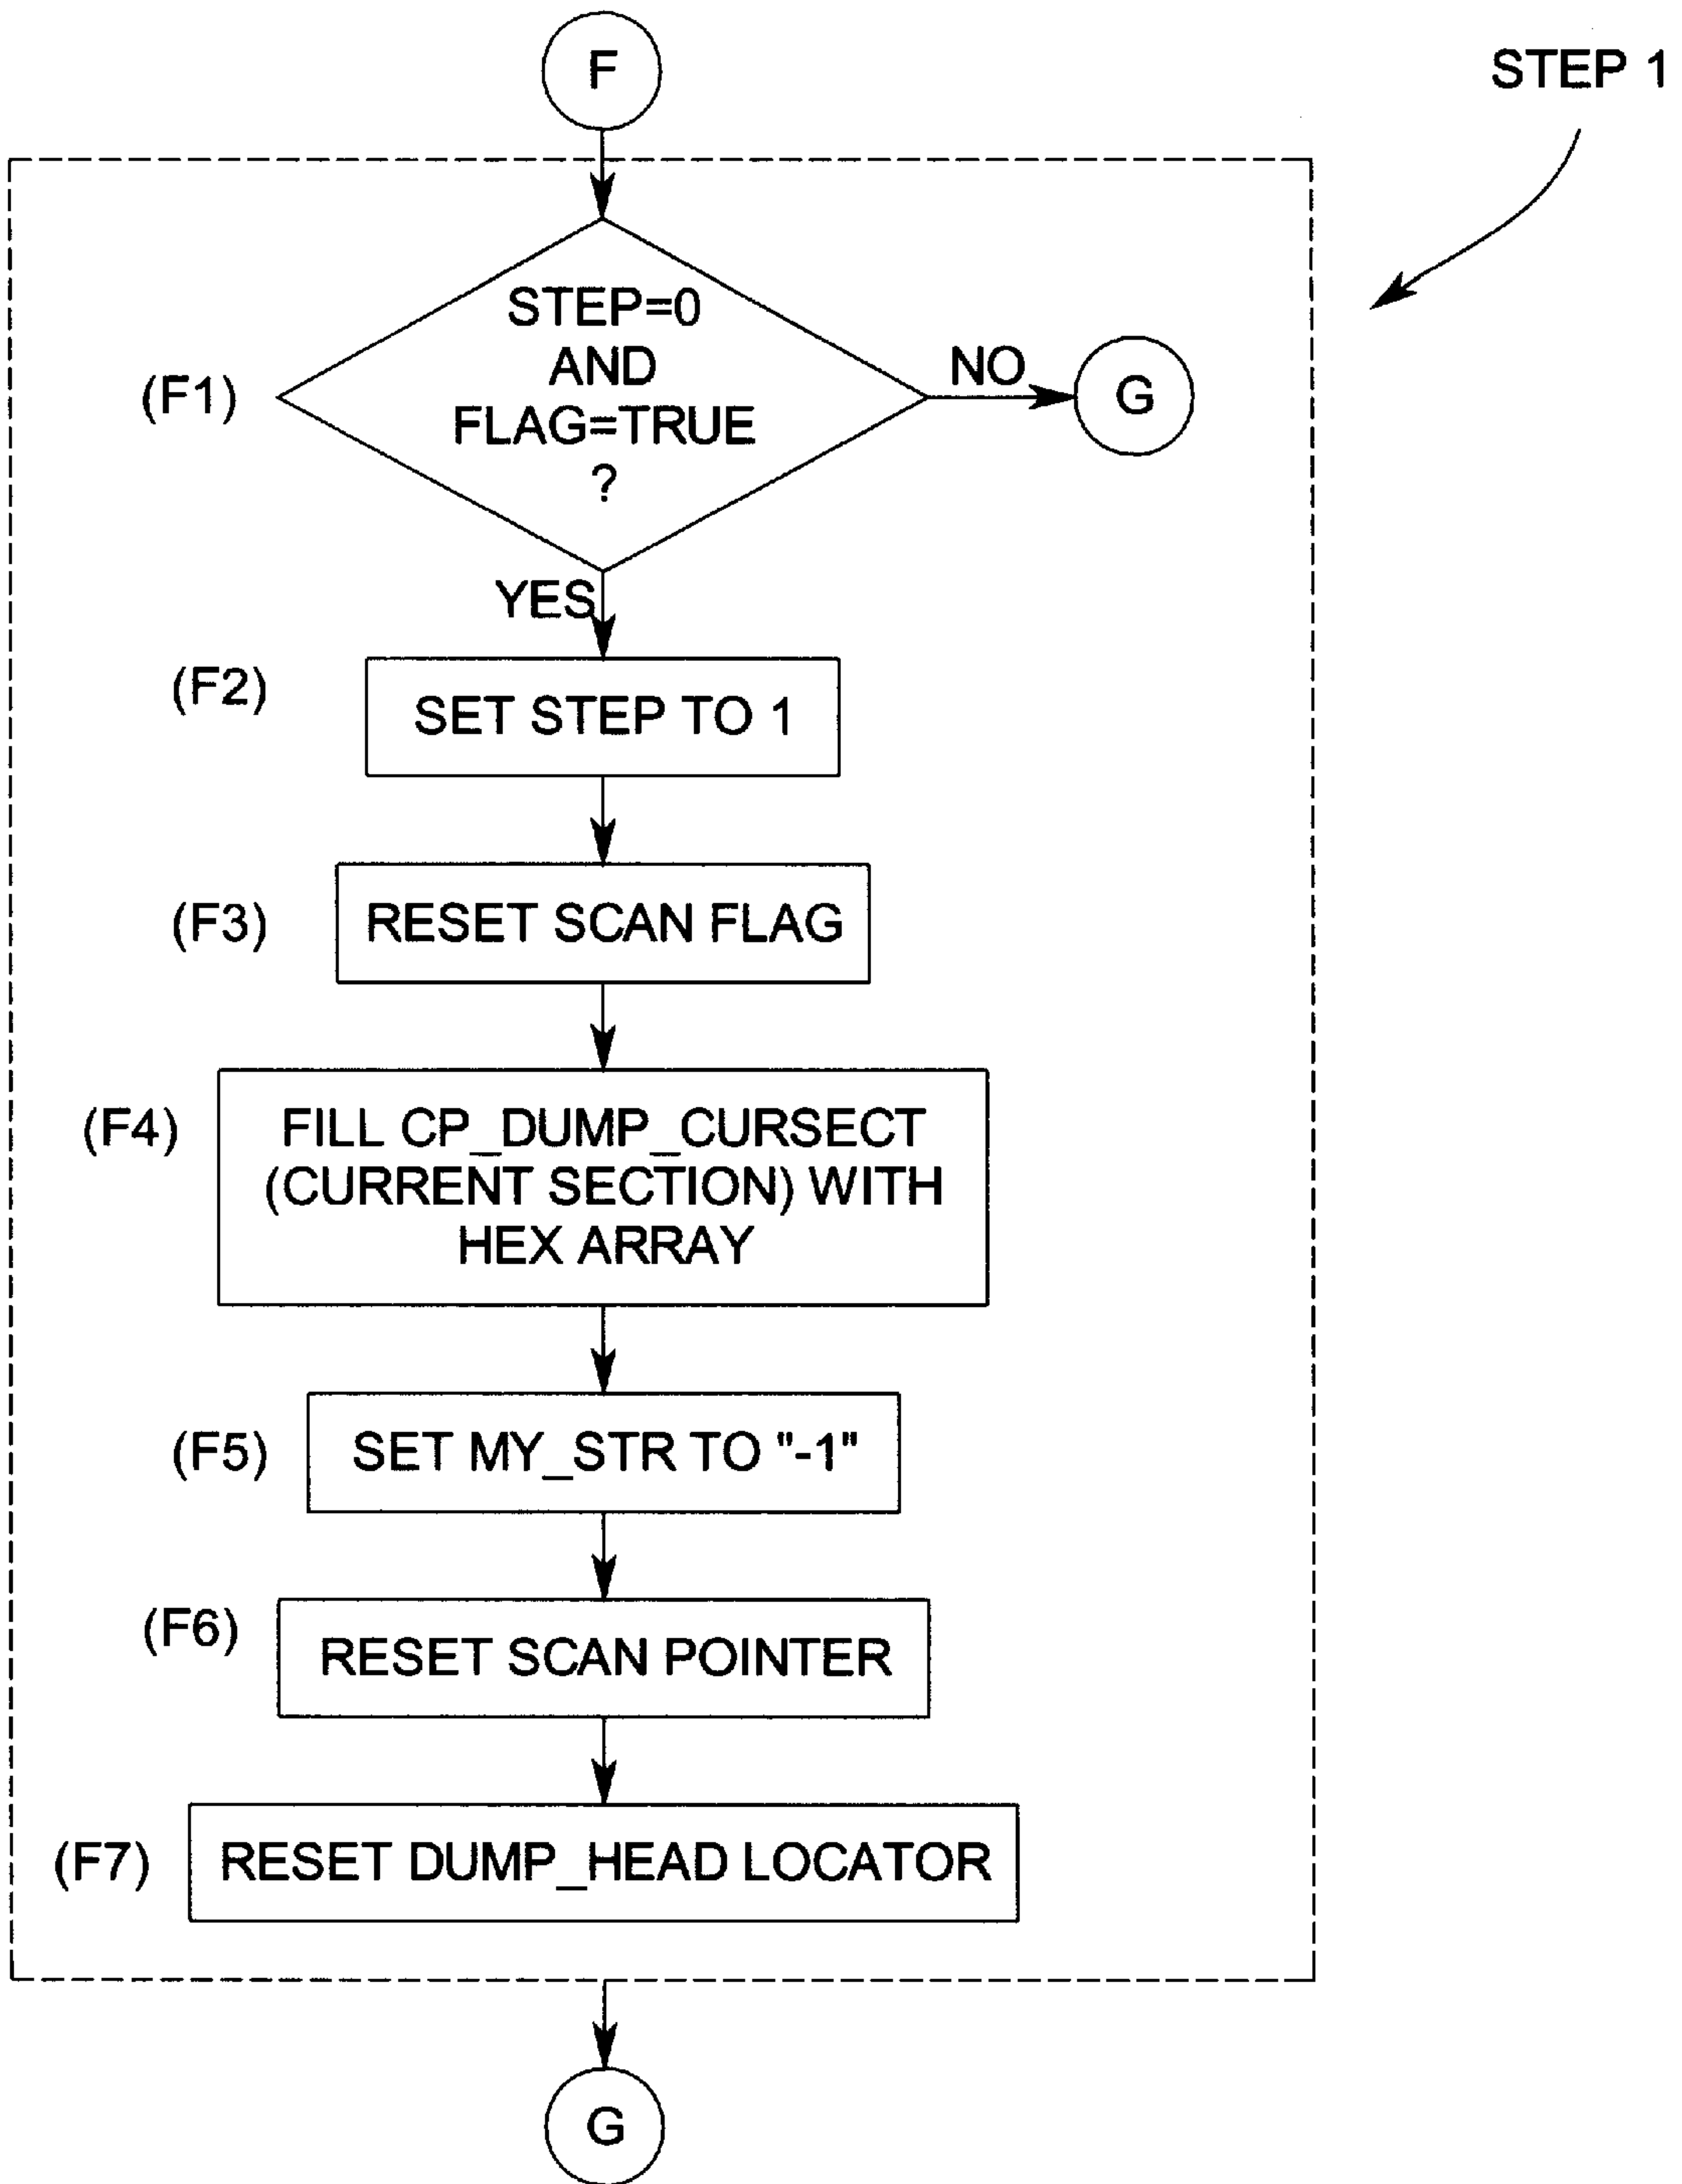 F
STEP 1
STEP=0
AND
FLAG=TRUE
?
(F1)
NO
G
YES
(F2)
SET STEP TO 1
(F3)
RESET SCAN FLAG
(F4)
FILL CP_DUMP_CURSECT
(CURRENT SECTION) WITH
HEX ARRAY
(F5)
SET MY_STR TO "-1"
(F6)
RESET SCAN POINTER
(F7)
RESET DUMP_HEAD LOCATOR
G